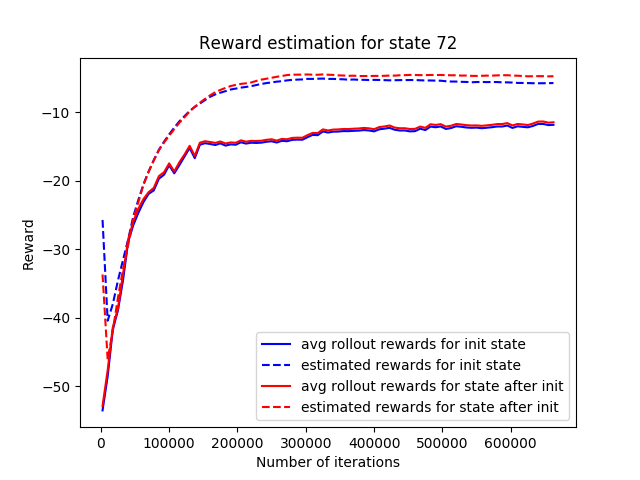 Reward estimation for state 72
Reward
−10
−20
−30
−40
−50
avg rollout rewards for init state
estimated rewards for init state
avg rollout rewards for state after init
estimated rewards for state after init
0 100000 200000 300000 400000 500000 600000
Number of iterations